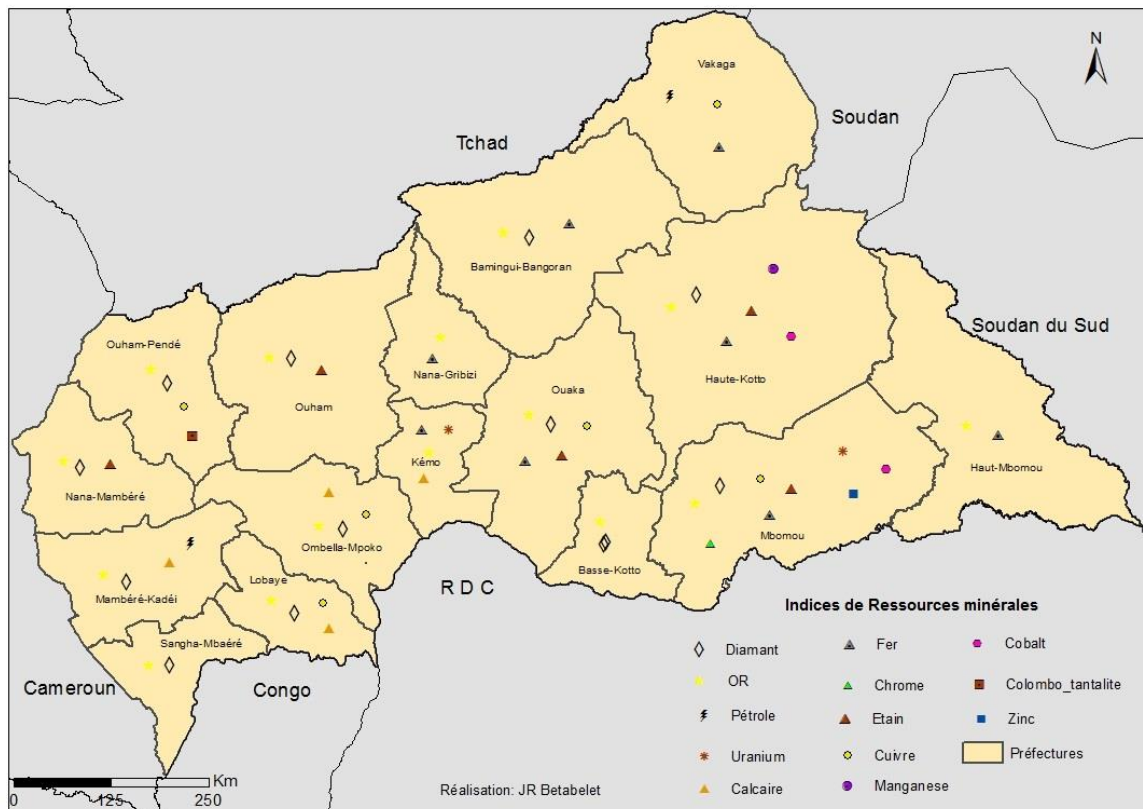 N
Vakaga
Soudan
Tchad
Bamingui-Bangoran
Soudan du Sud
Ouham-Pendé
Nana-Gribizi
Ouaka
Haute-Kotto
Ouham
Kémo
Haut-Mbomou
Nana-Mambéré
Ombella-Mpoko
Mbomou
Basse-Kotto
Lobaye
R D C
Mambéré-Kadéi
Sangha-Mbaéré
Cameroun
Congo
Indices de Ressources minérales
Diamant
Fer
Cobalt
OR
Chrome
Colombo_tantalite
Pétrole
Etain
Zinc
Uranium
Cuivre
Préfectures
Calcaire
Manganese
Km
0 125 250
Réalisation: JR Betabelet